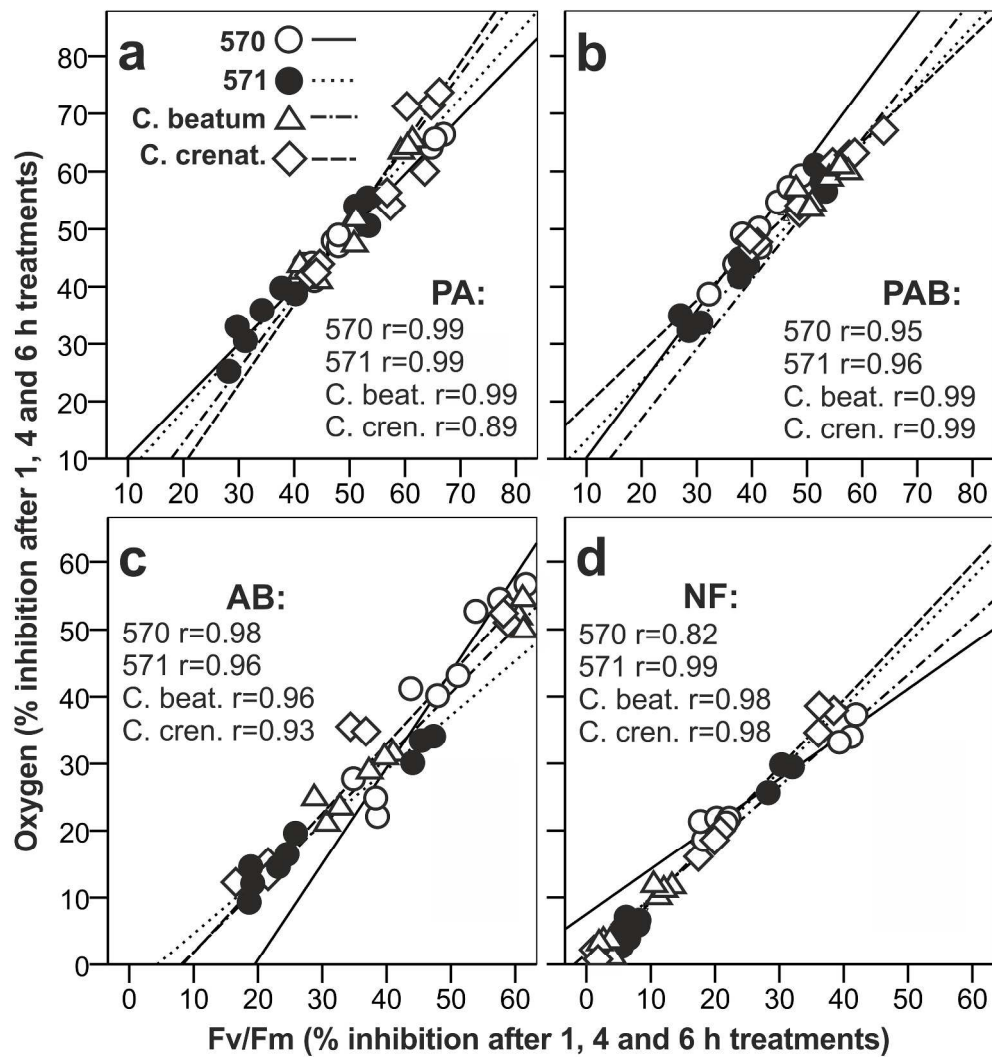 Oxygen (% inhibition after 1, 4 and 6 h treatments)
a
570
571
C. beatum
C. crenat.
PA:
570 r=0.99
571 r=0.99
C. beat. r=0.99
C. cren. r=0.89
80
70
60
50
40
30
20
10
10 20 30 40 50 60 70 80
b
PAB:
570 r=0.95
571 r=0.96
C. beat. r=0.99
C. cren. r=0.99
10 20 30 40 50 60 70 80
c
AB:
570 r=0.98
571 r=0.96
C. beat. r=0.96
C. cren. r=0.93
60
50
40
30
20
10
0
0 10 20 30 40 50 60
d
NF:
570 r=0.82
571 r=0.99
C. beat. r=0.98
C. cren. r=0.98
0 10 20 30 40 50 60
Fv/Fm (% inhibition after 1, 4 and 6 h treatments)